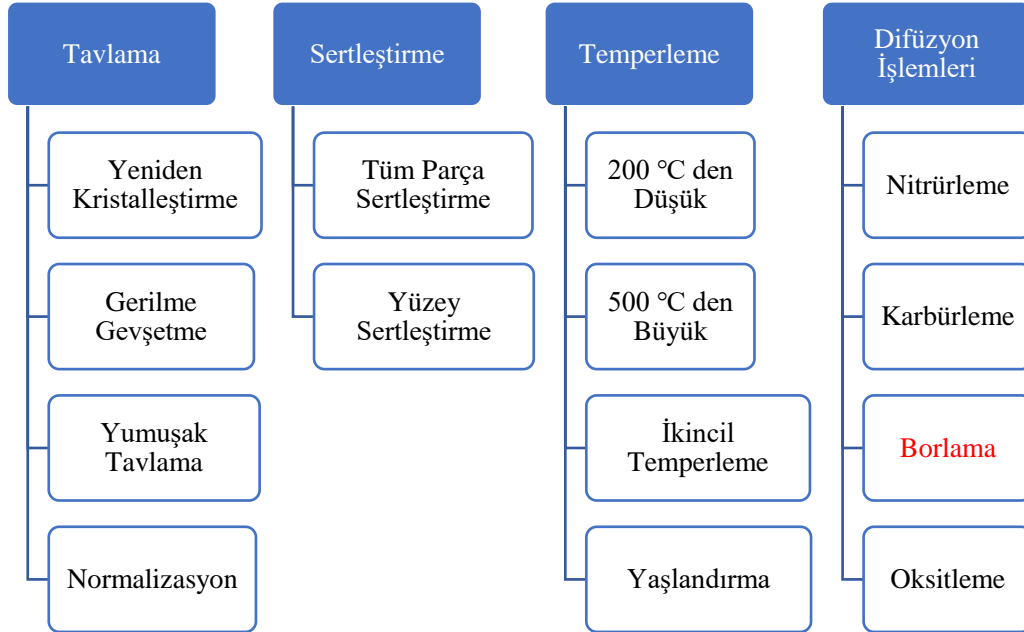 Tavlama
Yeniden
Kristalleştirme
Gerilme
Gevşetme
Yumuşak
Tavlama
Normalizasyon
Sertleştirme
Tüm Parça
Sertleştirme
Yüzey
Sertleştirme
Temperleme
200 ℃ den
Düşük
500 ℃ den
Büyük
İkincil
Temperleme
Yaşlandırma
Difüzyon
İşlemleri
Nitrürleme
Karbürleme
Borlama
Oksitleme